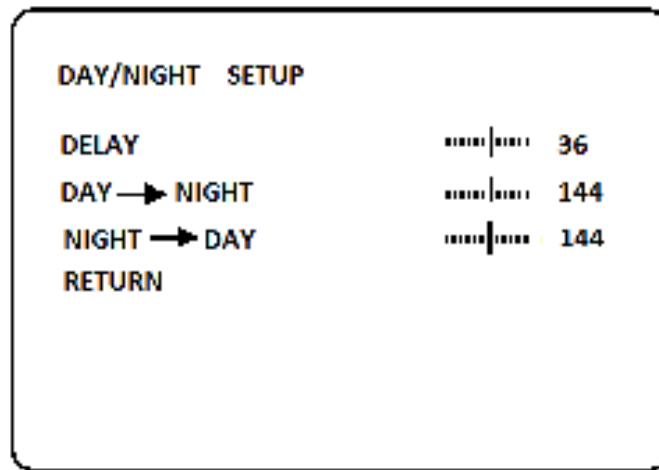 DAY/NIGHT SETUP
DELAY 36
DAY → NIGHT 144
NIGHT → DAY 144
RETURN